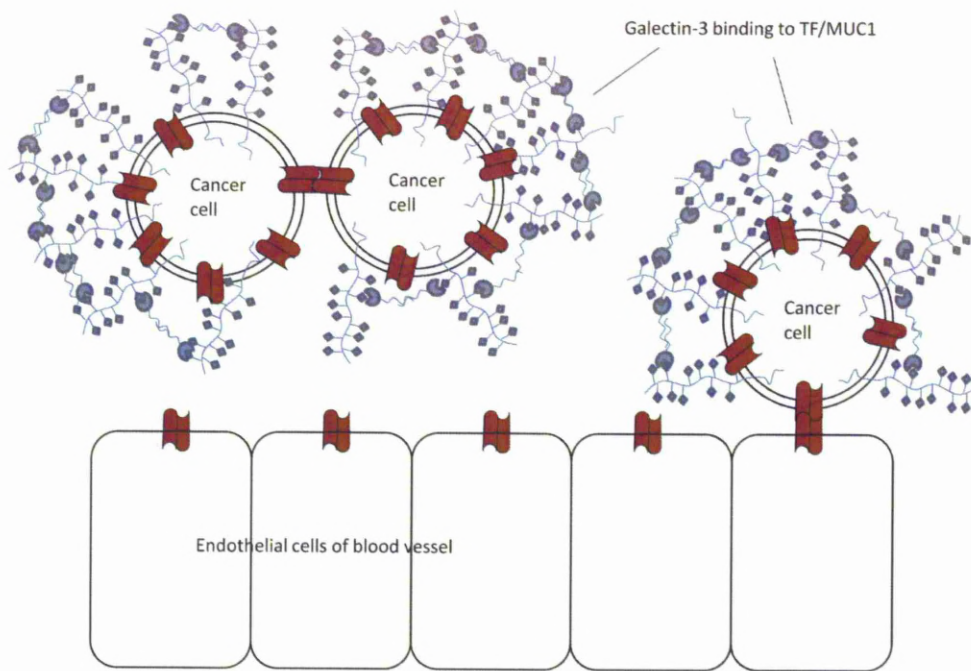 Galectin-3 binding to TF/MUC1
Cancer
cell
Cancer
cell
Cancer
cell
Endothelial cells of blood vessel